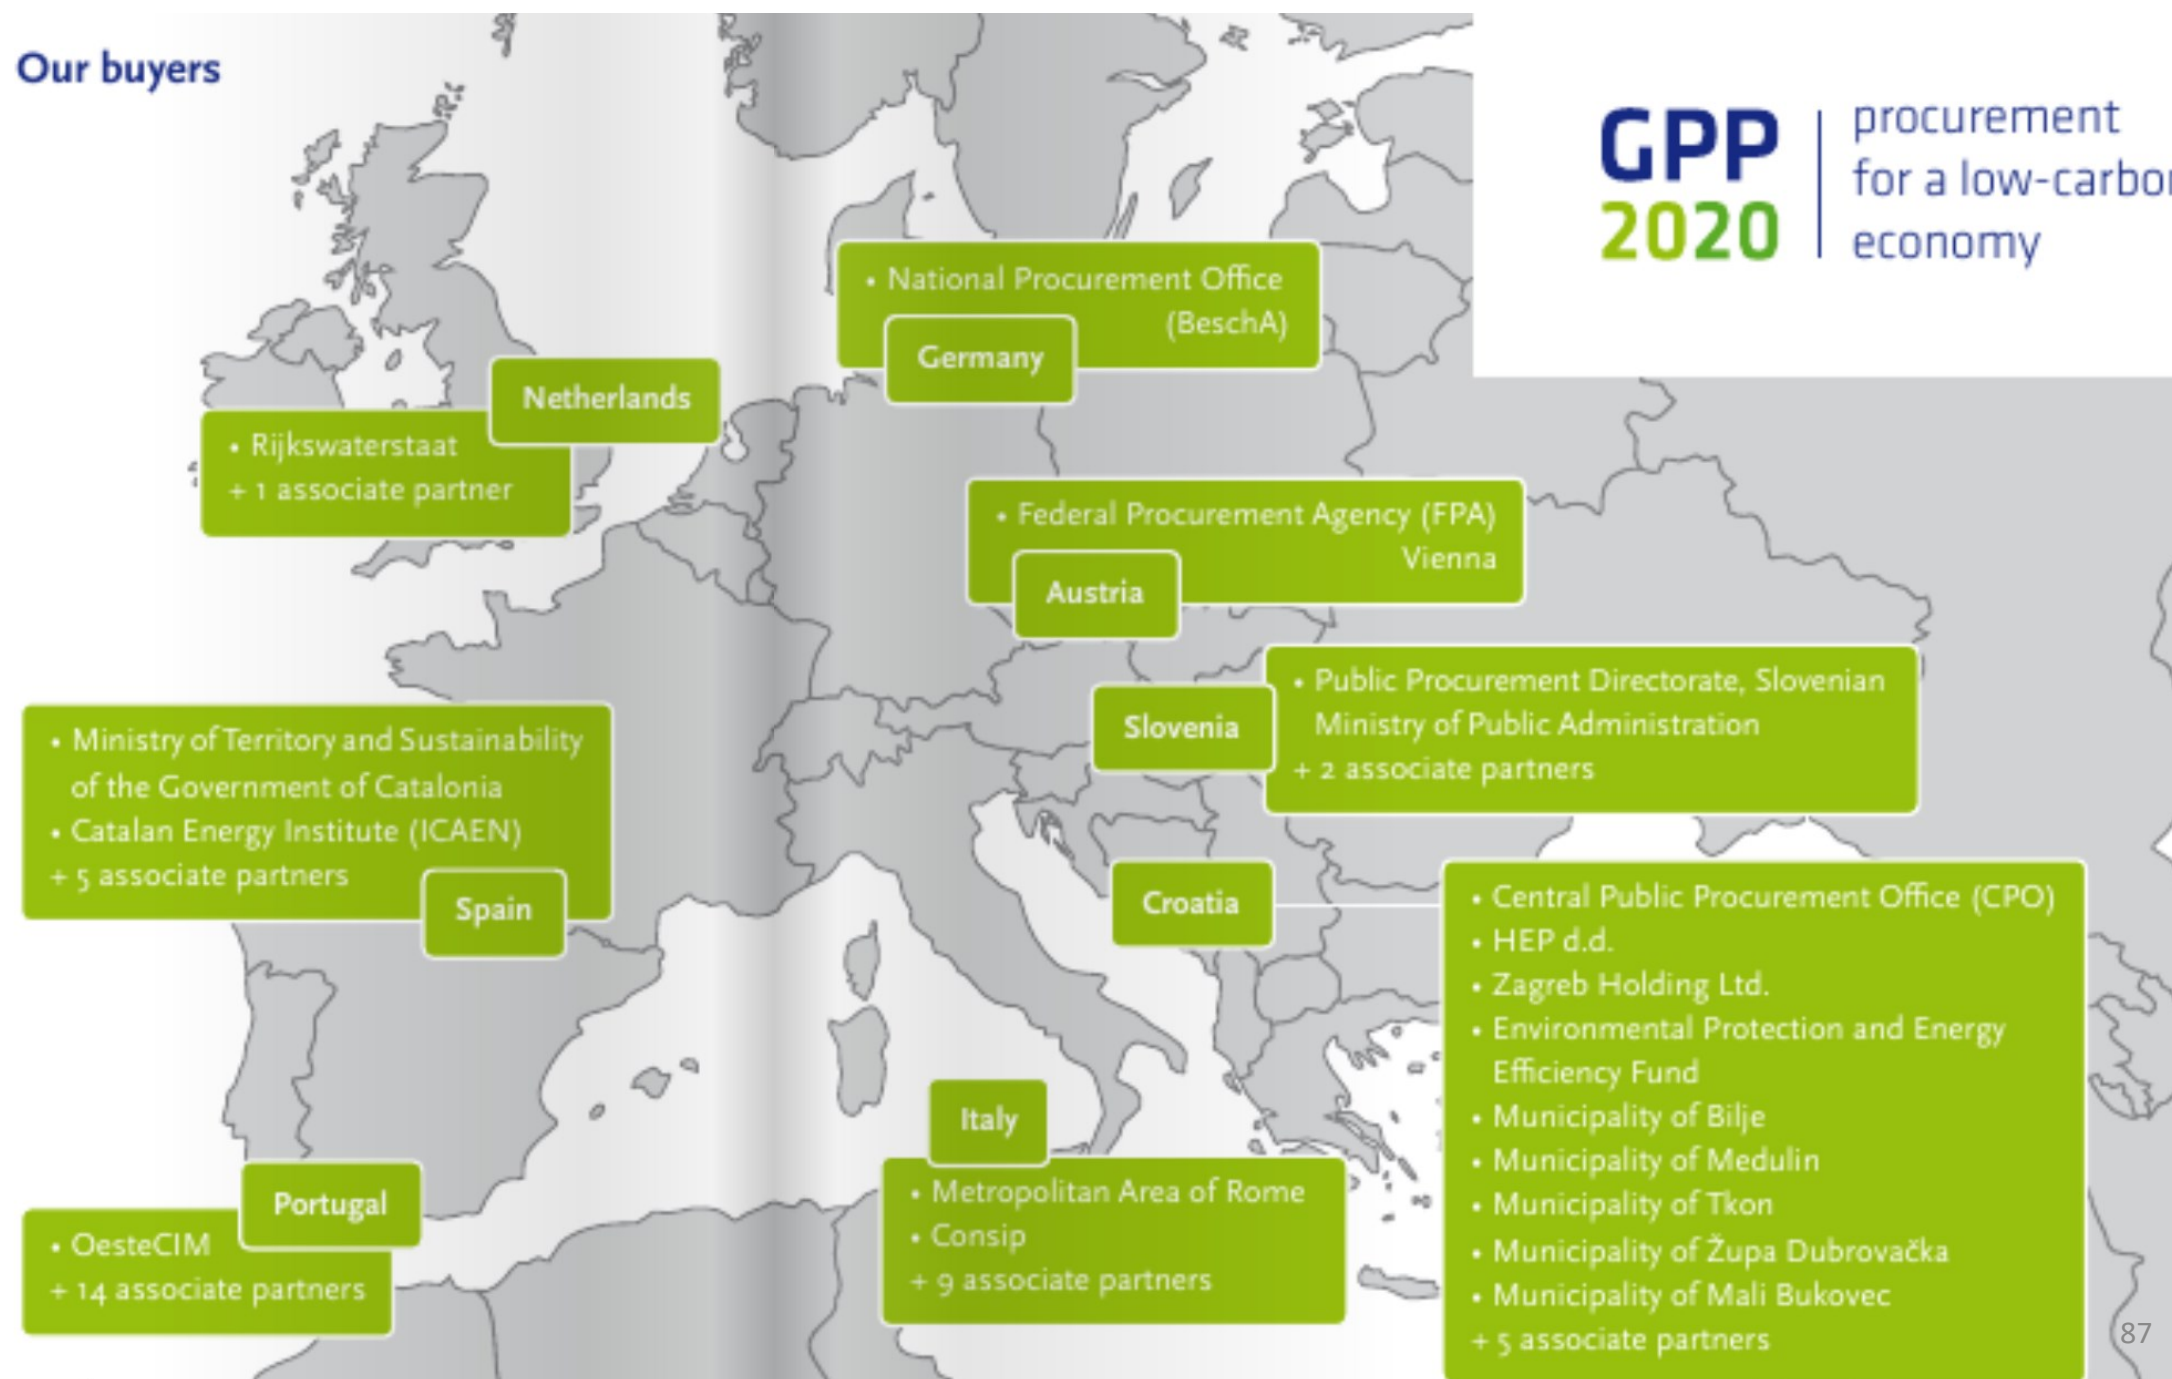 Our buyers
GPP
2020
procurement
for a low-carbon
economy
• National Procurement Office
(BeschA)
Germany
Netherlands
• Rijkswaterstaat
+ 1 associate partner
• Federal Procurement Agency (FPA)
Vienna
Austria
Slovenia
• Public Procurement Directorate, Slovenian
Ministry of Public Administration
+ 2 associate partners
• Ministry of Territory and Sustainability
of the Government of Catalonia
• Catalan Energy Institute (ICAEN)
+ 5 associate partners
Spain
Croatia
• Central Public Procurement Office (CPO)
• HEP d.d.
• Zagreb Holding Ltd.
• Environmental Protection and Energy
Efficiency Fund
• Municipality of Bilje
• Municipality of Medulin
• Municipality of Tkon
• Municipality of Župa Dubrovačka
• Municipality of Mali Bukovec
+ 5 associate partners
Italy
• Metropolitan Area of Rome
• Consip
+ 9 associate partners
Portugal
• OesteCIM
+ 14 associate partners
87